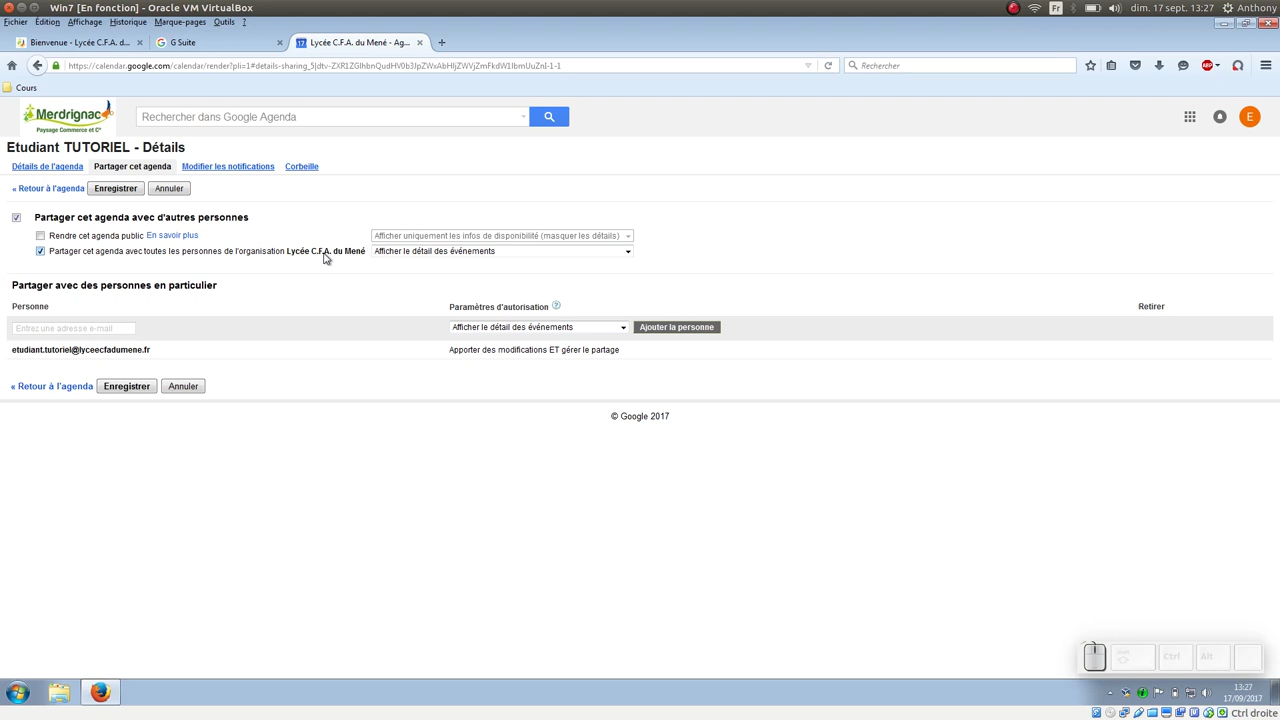 Win7 [En fonction] - Oracle VM VirtualBox
Fr
dim. 17 sept. 13:27
Anthony
Fichier Édition Affichage Historique Marque-pages Outils ?
Bienvenue - Lycée C.F.A. d...
G Suite
Lycée C.F.A. du Mené - Ag...
Rechercher
ABP
Cours
Merdrignac
Paysage Commerce et Cie
Rechercher dans Google Agenda
E
Etudiant TUTORIEL - Détails
Détails de l'agenda Partager cet agenda Modifier les notifications Corbeille
« Retour à l'agenda Enregistrer Annuler
Partager cet agenda avec d'autres personnes
Rendre cet agenda public En savoir plus Afficher uniquement les infos de disponibilité (masquer les détails)
Partager cet agenda avec toutes les personnes de l'organisation Lycée C.F.A. du Mené Afficher le détail des événements
Partager avec des personnes en particulier
Personne Paramètres d'autorisation ? Retirer
Entrez une adresse e-mail Afficher le détail des événements Ajouter la personne
etudiant.tutoriel@lyceecfadumene.fr Apporter des modifications ET gérer le partage
« Retour à l'agenda Enregistrer Annuler
© Google 2017
Ctrl Alt
13:27
17/09/2017
Ctrl droite